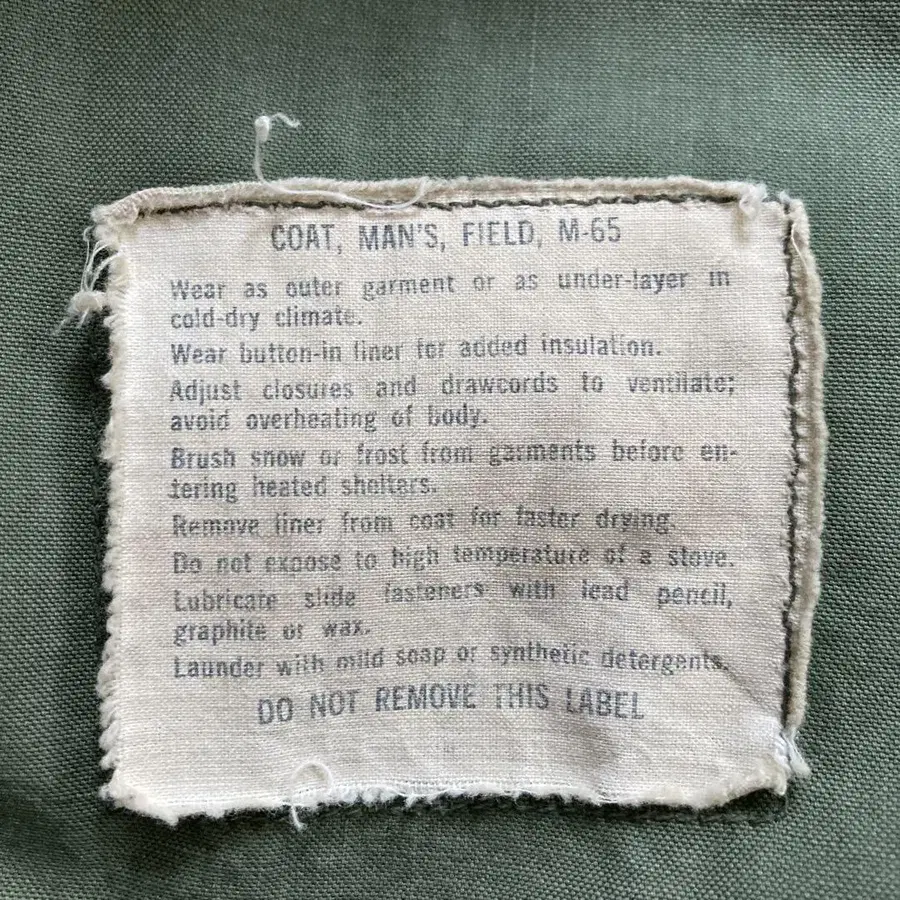 COAT, MAN'S, FIELD, M-65
Wear as outer garment or as under-layer in
cold-dry climate.
Wear button-in liner for added insulation.
Adjust closures and drawcords to ventilate;
avoid overheating of body.
Brush snow or frost from garments before en-
tering heated shelters.
Remove liner from coat for faster drying.
Do not expose to high temperature of a stove.
Lubricate slide fasteners with lead pencil,
graphite or wax.
Launder with mild soap or synthetic detergents.
DO NOT REMOVE THIS LABEL